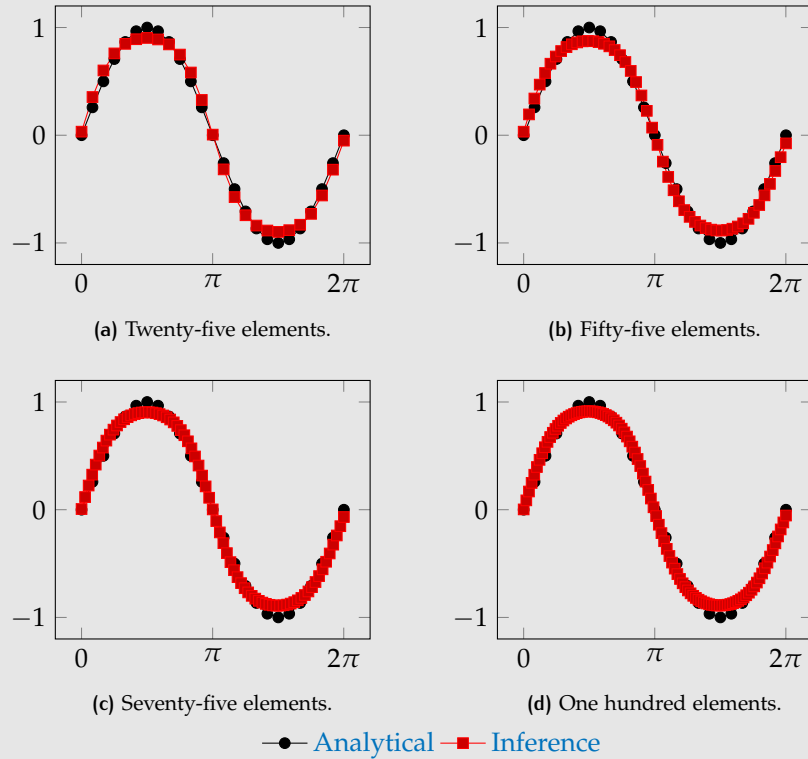 1
0
−1
0
π
2π
(a) Twenty-five elements.
1
0
−1
0
π
2π
(b) Fifty-five elements.
1
0
−1
0
π
2π
(c) Seventy-five elements.
1
0
−1
0
π
2π
(d) One hundred elements.
Analytical Inference